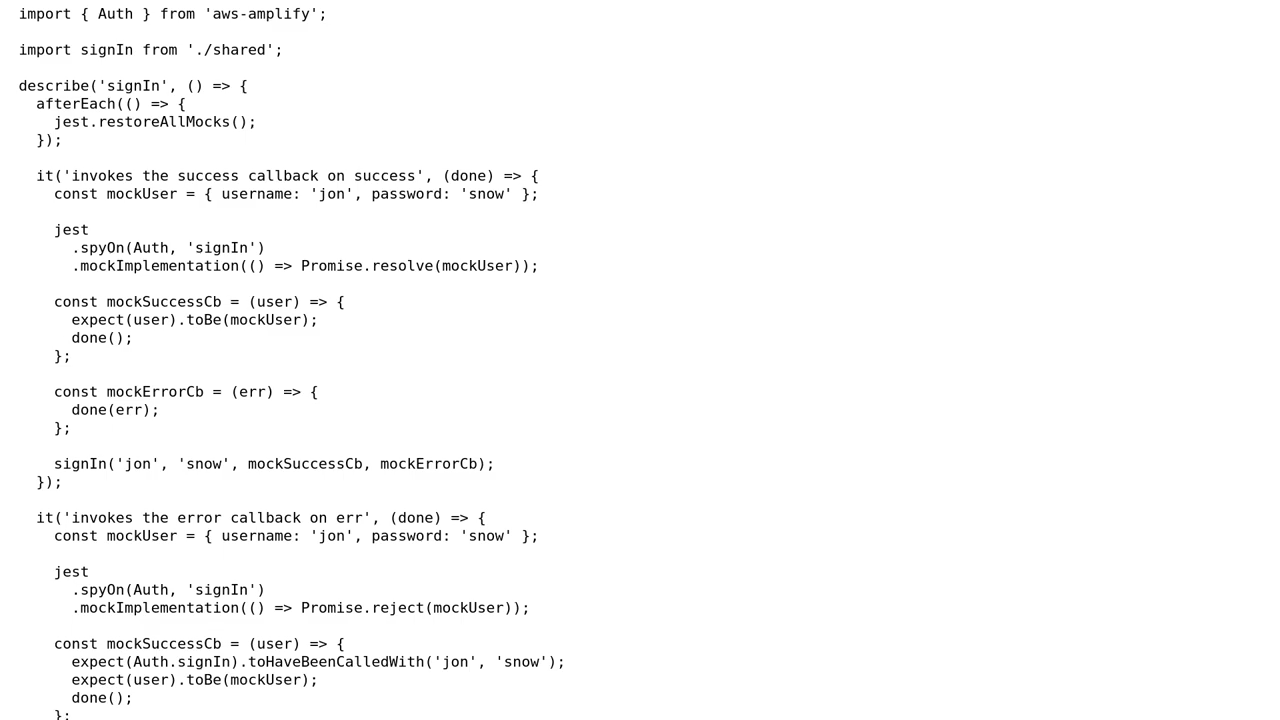 import { Auth } from 'aws-amplify';

import signIn from './shared';

describe('signIn', () => {
  afterEach(() => {
    jest.restoreAllMocks();
  });

  it('invokes the success callback on success', (done) => {
    const mockUser = { username: 'jon', password: 'snow' };

    jest
      .spyOn(Auth, 'signIn')
      .mockImplementation(() => Promise.resolve(mockUser));

    const mockSuccessCb = (user) => {
      expect(user).toBe(mockUser);
      done();
    };

    const mockErrorCb = (err) => {
      done(err);
    };

    signIn('jon', 'snow', mockSuccessCb, mockErrorCb);
  });

  it('invokes the error callback on err', (done) => {
    const mockUser = { username: 'jon', password: 'snow' };

    jest
      .spyOn(Auth, 'signIn')
      .mockImplementation(() => Promise.reject(mockUser));

    const mockSuccessCb = (user) => {
      expect(Auth.signIn).toHaveBeenCalledWith('jon', 'snow');
      expect(user).toBe(mockUser);
      done();
    };